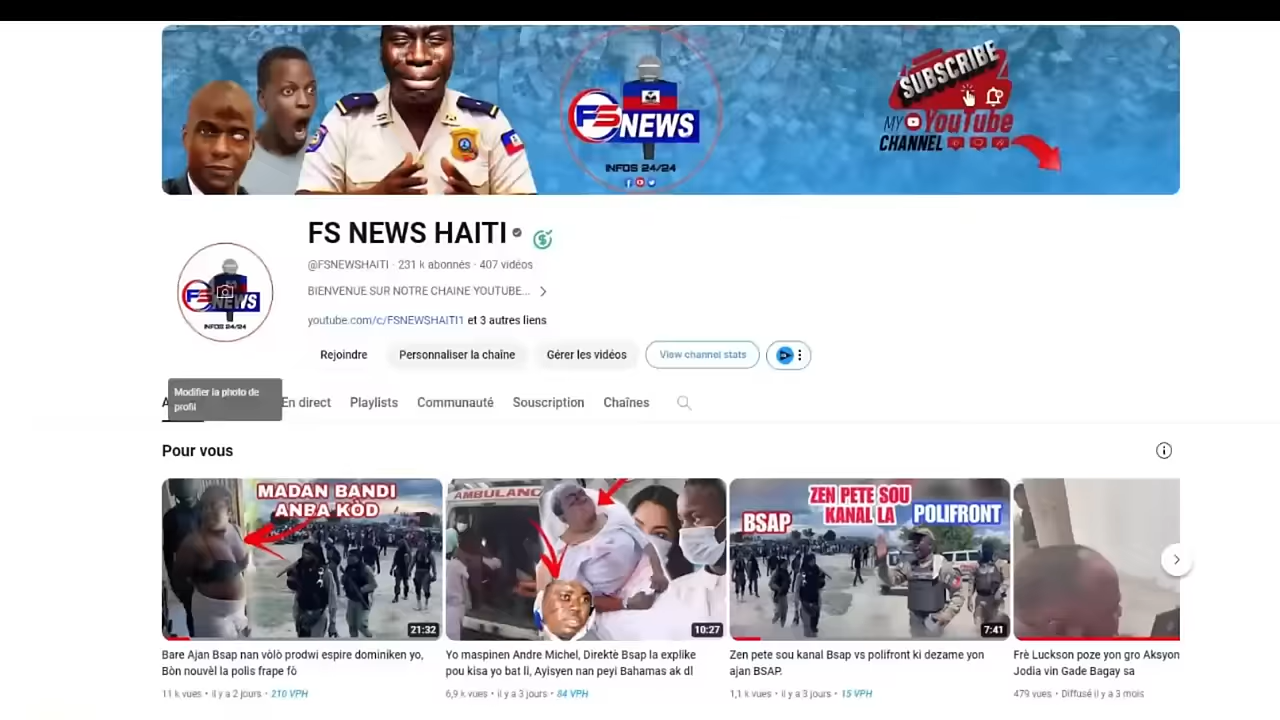 SUBSCRIBE
MY YouTube
CHANNEL
FS NEWS
INFOS 24/24
FS NEWS HAITI
@FSNEWSHAITI · 231 k abonnés · 407 vidéos
BIENVENUE SUR NOTRE CHAINE YOUTUBE...
youtube.com/c/FSNEWSHAITI1 et 3 autres liens
FS NEWS
INFOS 24/24
Rejoindre
Personnaliser la chaîne
Gérer les vidéos
View channel stats
Modifier la photo de
profil
A
En direct
Playlists
Communauté
Souscription
Chaînes
Pour vous
MADAN BANDI
ANBA KÒD
21:32
AMBULANC
10:27
ZEN PETE SOU
KANAL LA
BSAP
POLIFRONT
7:41
Bare Ajan Bsap nan vòlò prodwi espire dominiken yo,
Bòn nouvèl la polis frape fò
11 k vues • il y a 2 jours • 210 VPH
Yo maspinen Andre Michel, Direktè Bsap la explike
pou kisa yo bat li, Ayisyen nan peyi Bahamas ak dl
6,9 k vues • il y a 3 jours • 84 VPH
Zen pete sou kanal Bsap vs polifront ki dezame yon
ajan BSAP.
1,1 k vues • il y a 3 jours • 15 VPH
Frè Luckson poze yon gro Aksyon
Jodia vin Gade Bagay sa
479 vues • Diffusé il y a 3 mois